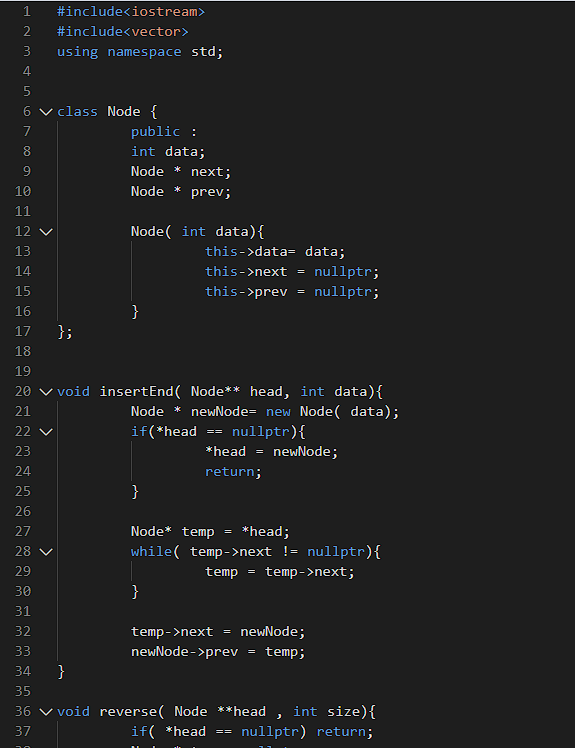 1 #include<iostream>
2 #include<vector>
3 using namespace std;
4
5
6 class Node {
7 public :
8 int data;
9 Node * next;
10 Node * prev;
11
12 Node( int data){
13 this->data= data;
14 this->next = nullptr;
15 this->prev = nullptr;
16 }
17 };
18
19
20 void insertEnd( Node** head, int data){
21 Node * newNode= new Node( data);
22 if(*head == nullptr){
23 *head = newNode;
24 return;
25 }
26
27 Node* temp = *head;
28 while( temp->next != nullptr){
29 temp = temp->next;
30 }
31
32 temp->next = newNode;
33 newNode->prev = temp;
34 }
35
36 void reverse( Node **head , int size){
37 if( *head == nullptr) return;